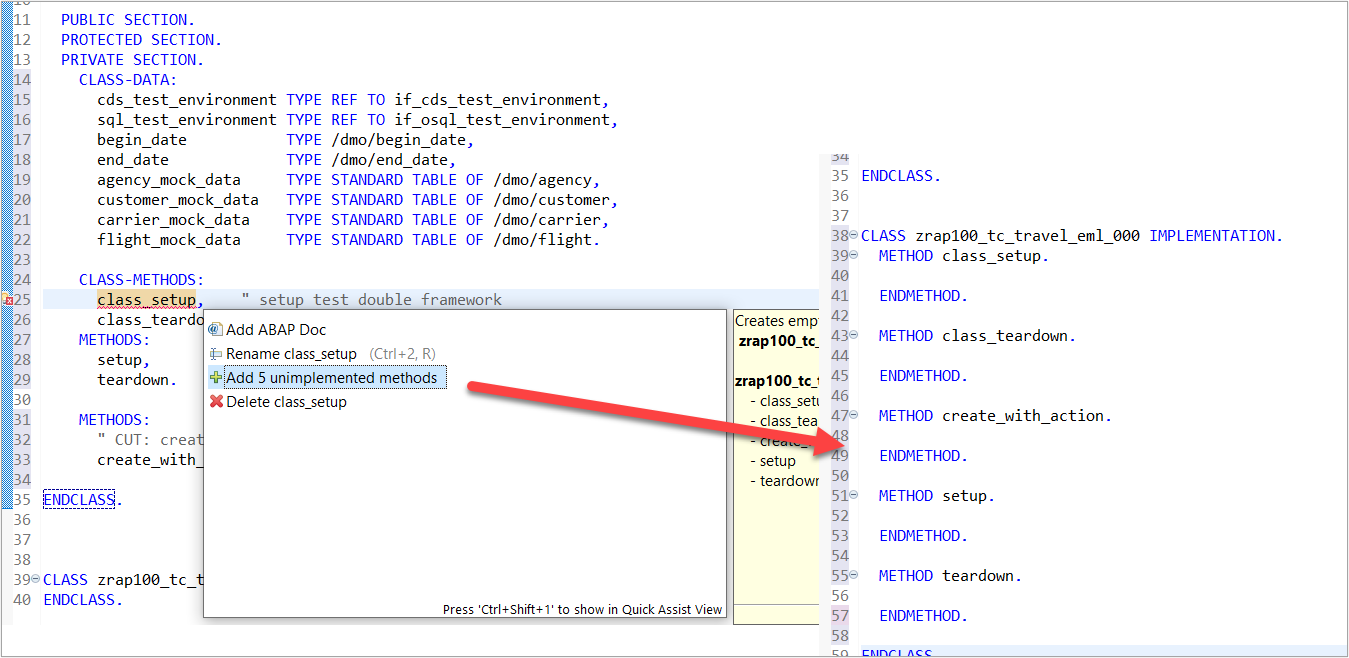 11 PUBLIC SECTION.
12 PROTECTED SECTION.
13 PRIVATE SECTION.
14 CLASS-DATA:
15 cds_test_environment TYPE REF TO if_cds_test_environment,
16 sql_test_environment TYPE REF TO if_osql_test_environment,
17 begin_date TYPE /dmo/begin_date,
18 end_date TYPE /dmo/end_date,
19 agency_mock_data TYPE STANDARD TABLE OF /dmo/agency,
20 customer_mock_data TYPE STANDARD TABLE OF /dmo/customer,
21 carrier_mock_data TYPE STANDARD TABLE OF /dmo/carrier,
22 flight_mock_data TYPE STANDARD TABLE OF /dmo/flight.
23
24 CLASS-METHODS:
25 class_setup, " setup test double framework
26 class_teardo
27 METHODS:
28 setup,
29 teardown.
30
31 METHODS:
32 " CUT: creat
33 create_with_
34
35 ENDCLASS.
36
37
38
39 CLASS zrap100_tc_t
40 ENDCLASS.
Add ABAP Doc
Rename class_setup (Ctrl+2, R)
Add 5 unimplemented methods
Delete class_setup
Press 'Ctrl+Shift+1' to show in Quick Assist View
Creates emp
zrap100_tc_
zrap100_tc_t
- class_setu
- class_tea
- create_
- setup
- teardown
34
35 ENDCLASS.
36
37
38 CLASS zrap100_tc_travel_eml_000 IMPLEMENTATION.
39 METHOD class_setup.
40
41 ENDMETHOD.
42
43 METHOD class_teardown.
44
45 ENDMETHOD.
46
47 METHOD create_with_action.
48
49 ENDMETHOD.
50
51 METHOD setup.
52
53 ENDMETHOD.
54
55 METHOD teardown.
56
57 ENDMETHOD.
58
59 ENDCLASS